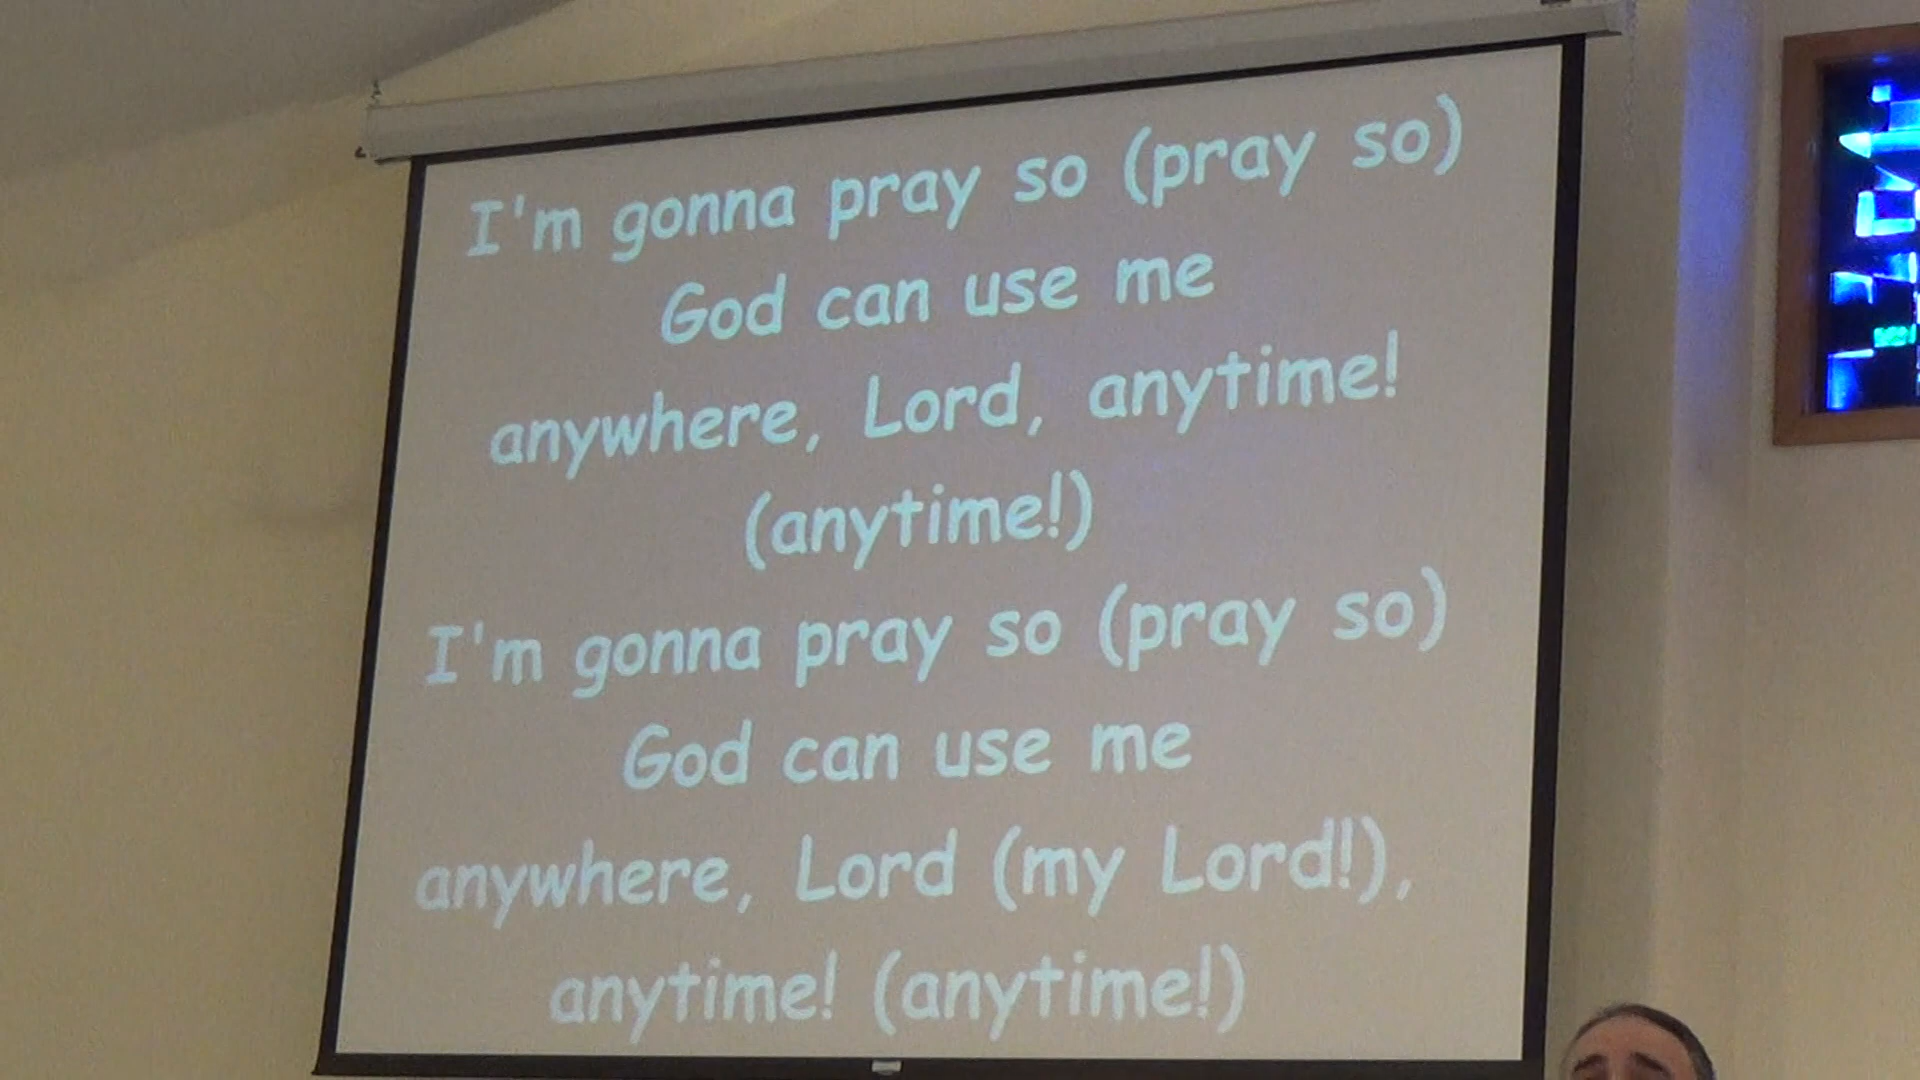 I'm gonna pray so (pray so)
God can use me
anywhere, Lord, anytime!
(anytime!)
I'm gonna pray so (pray so)
God can use me
anywhere, Lord (my Lord!),
anytime! (anytime!)